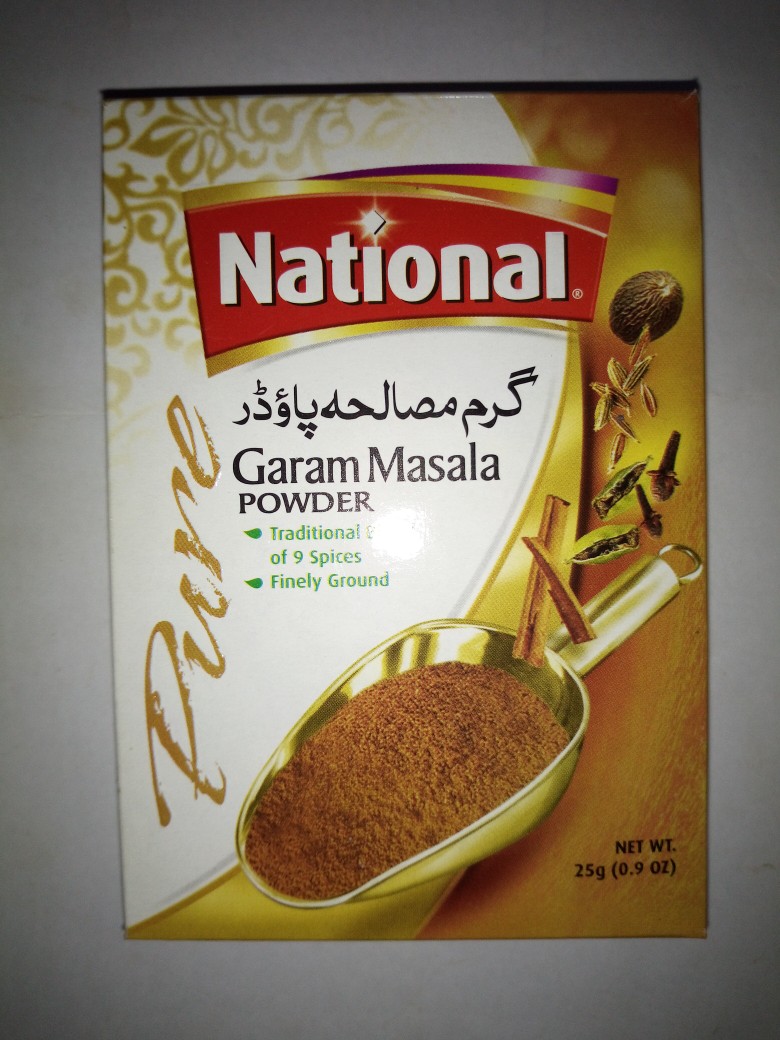 National®
گرم مصالحہ پاؤڈر
Garam Masala
POWDER
Traditional
of 9 Spices
Finely Ground
Pure
NET WT.
25g (0.9 OZ)